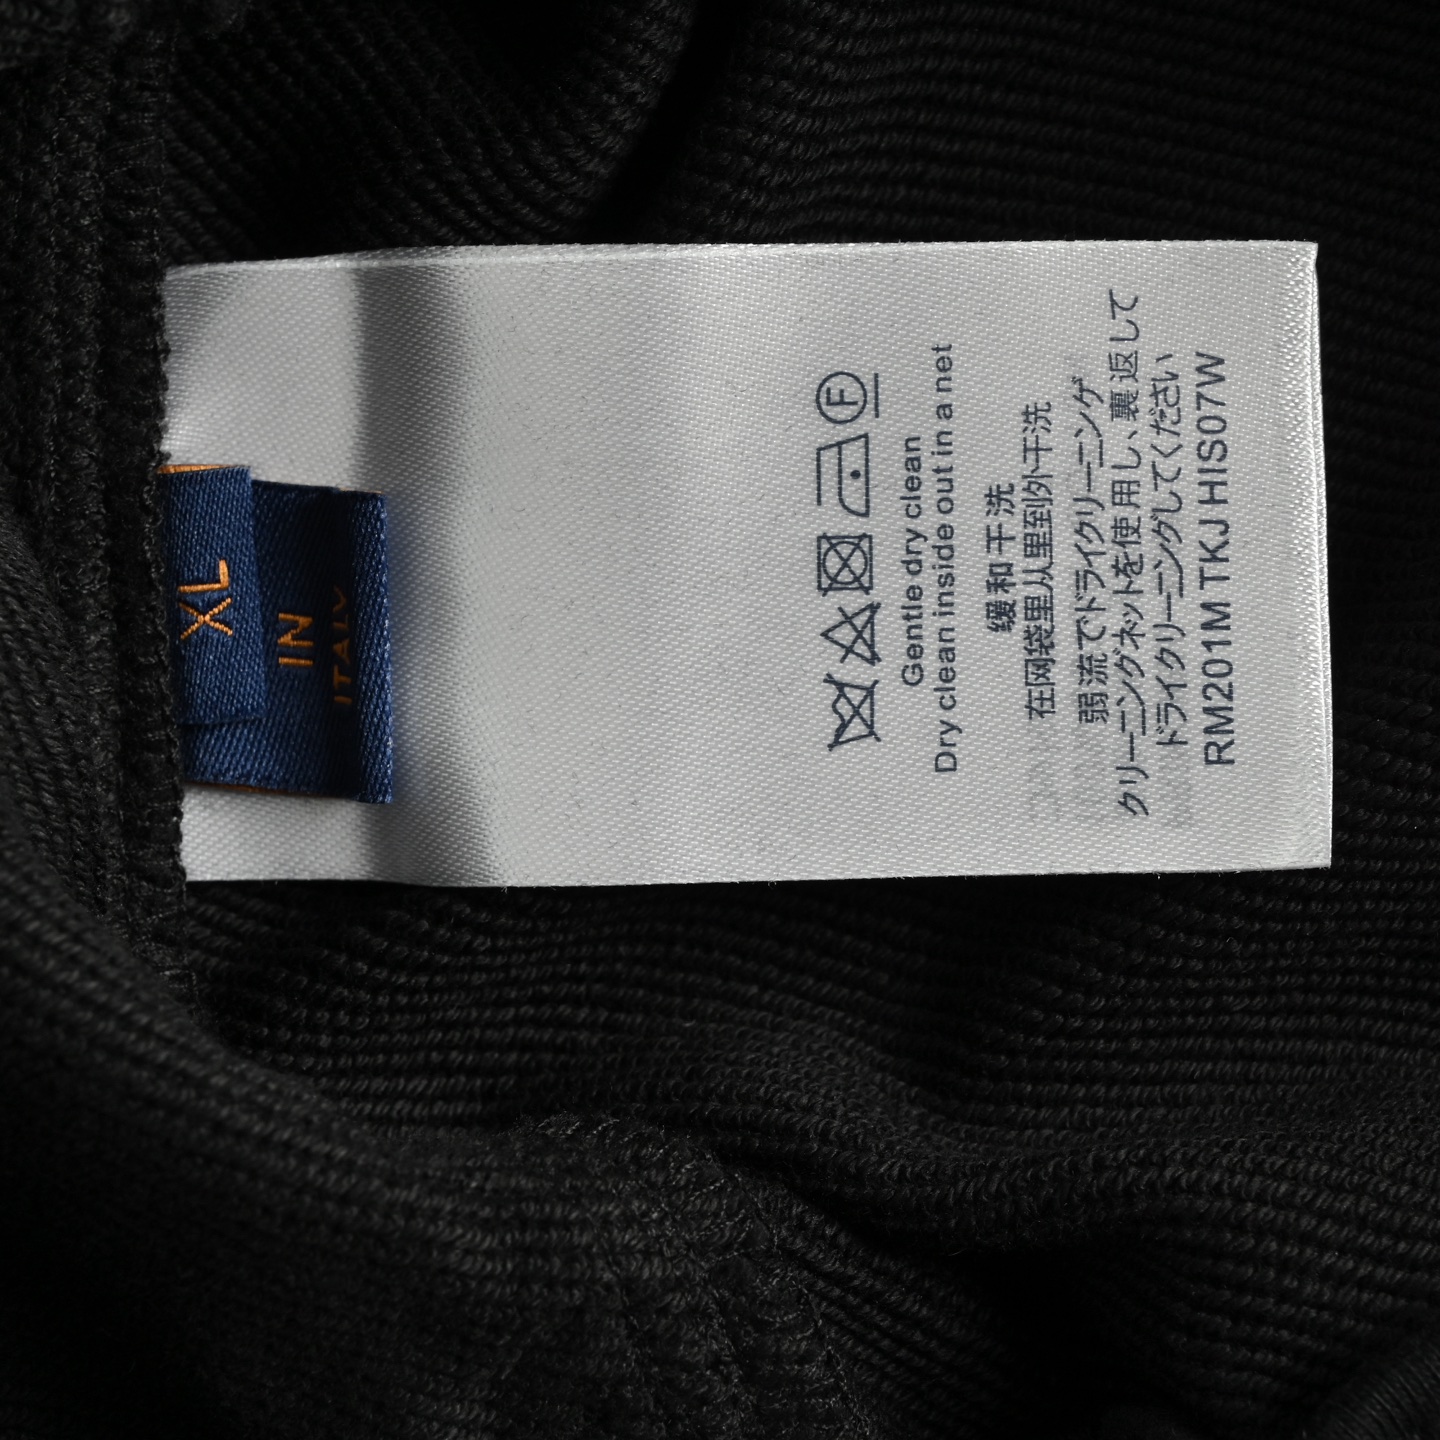 XL
IN
ITALY
F
Gentle dry clean
Dry clean inside out in a net
缓和干洗
在网袋里从里到外干洗
弱流でドライクリーニング
クリーニングネットを使用し、裏返して
ドライクリーニングしてください
RM201M TKJ HIS07W